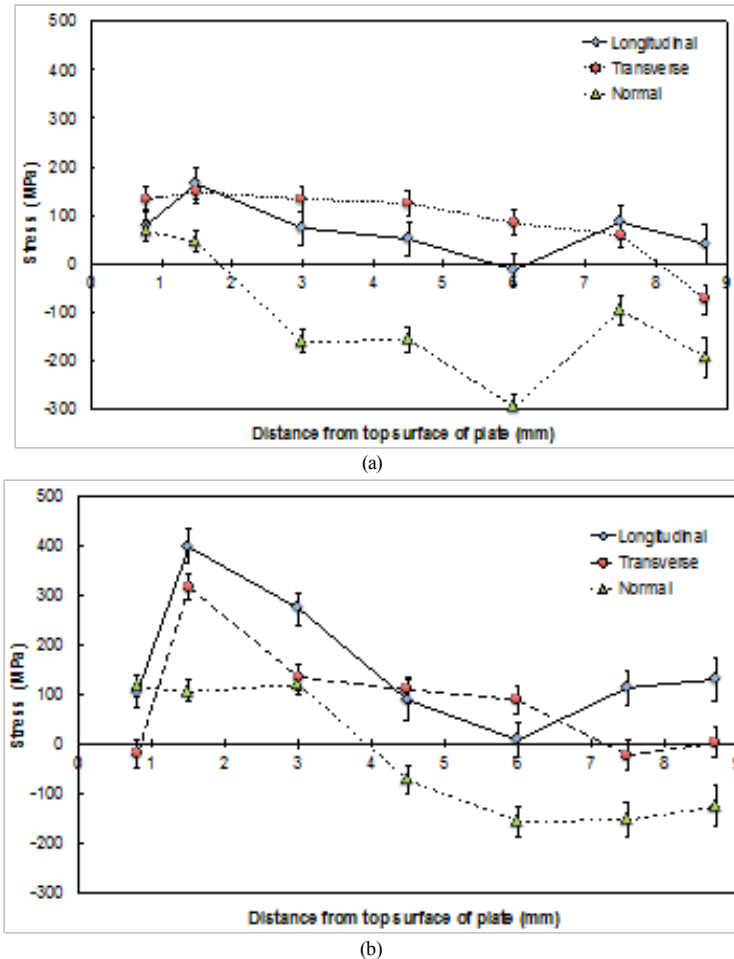 500
400
300
200
100
0
-100
-200
-300
Stress (MPa)
Longitudinal
Transverse
Normal
0 1 2 3 4 5 6 7 8 9
Distance from top surface of plate (mm)
(a)
500
400
300
200
100
0
-100
-200
-300
Stress (MPa)
Longitudinal
Transverse
Normal
0 1 2 3 4 5 6 7 8 9
Distance from top surface of plate (mm)
(b)